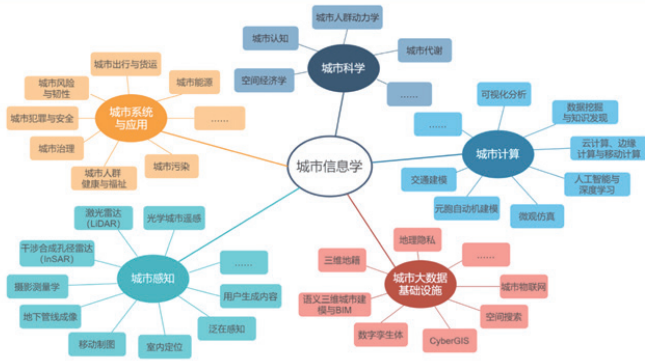 城市信息学
城市科学
城市认知
城市人群动力学
城市代谢
空间经济学
……
城市系统
与应用
城市出行与货运
城市能源
……
城市风险
与韧性
城市犯罪与安全
城市治理
城市人群
健康与福祉
城市污染
城市计算
可视化分析
数据挖掘
与知识发现
云计算、边缘
计算与移动计算
人工智能与
深度学习
微观仿真
元胞自动机建模
交通建模
……
城市感知
激光雷达
（LiDAR）
光学城市遥感
干涉合成孔径雷达
（InSAR）
摄影测量学
地下管线成像
移动制图
室内定位
泛在感知
用户生成内容
……
城市大数据
基础设施
地理隐私
三维地籍
……
城市物联网
语义三维城市建
模与BIM
空间搜索
数字孪生体
CyberGIS